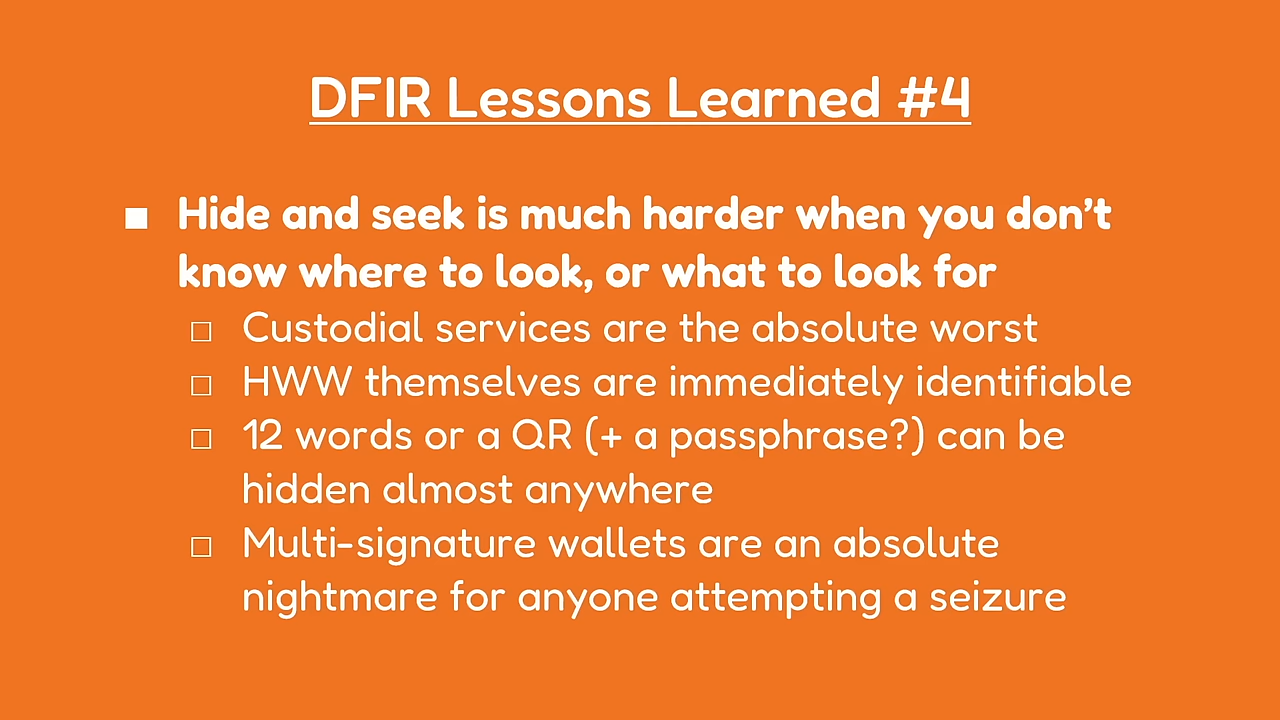 DFIR Lessons Learned #4
■ Hide and seek is much harder when you don’t
know where to look, or what to look for
□ Custodial services are the absolute worst
□ HWW themselves are immediately identifiable
□ 12 words or a QR (+ a passphrase?) can be
hidden almost anywhere
□ Multi-signature wallets are an absolute
nightmare for anyone attempting a seizure